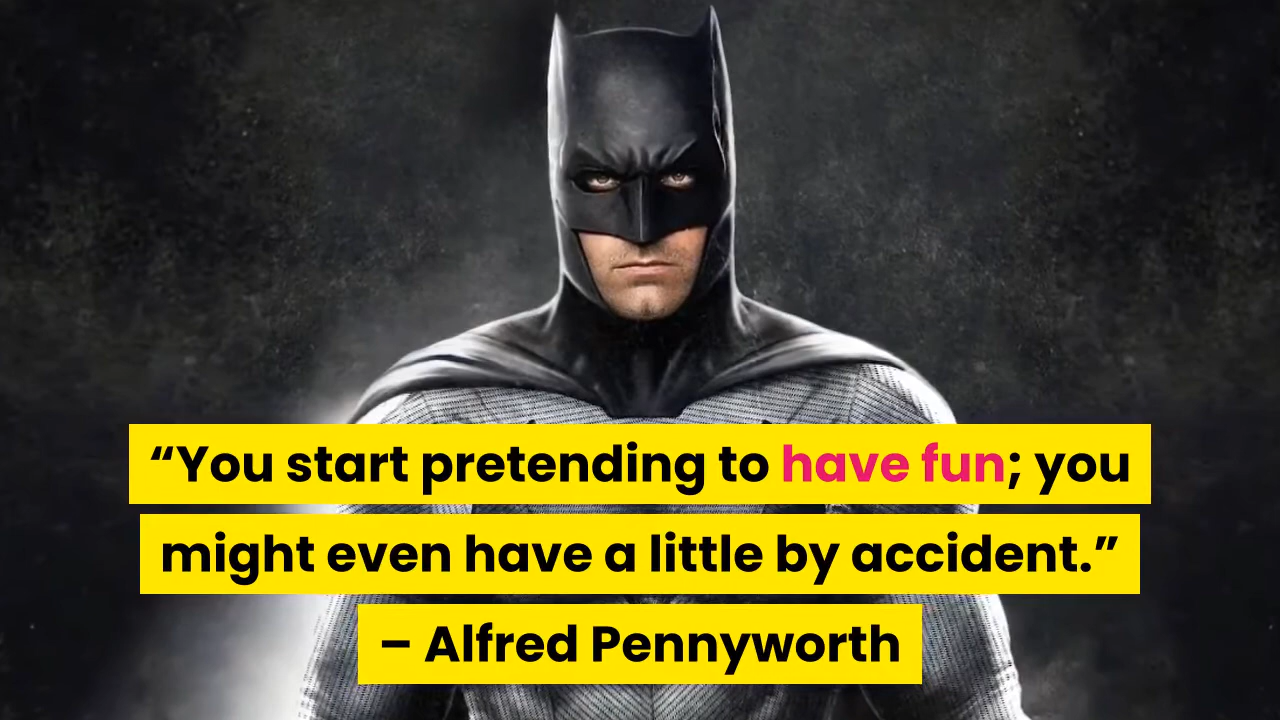 “You start pretending to have fun; you
might even have a little by accident.”
– Alfred Pennyworth